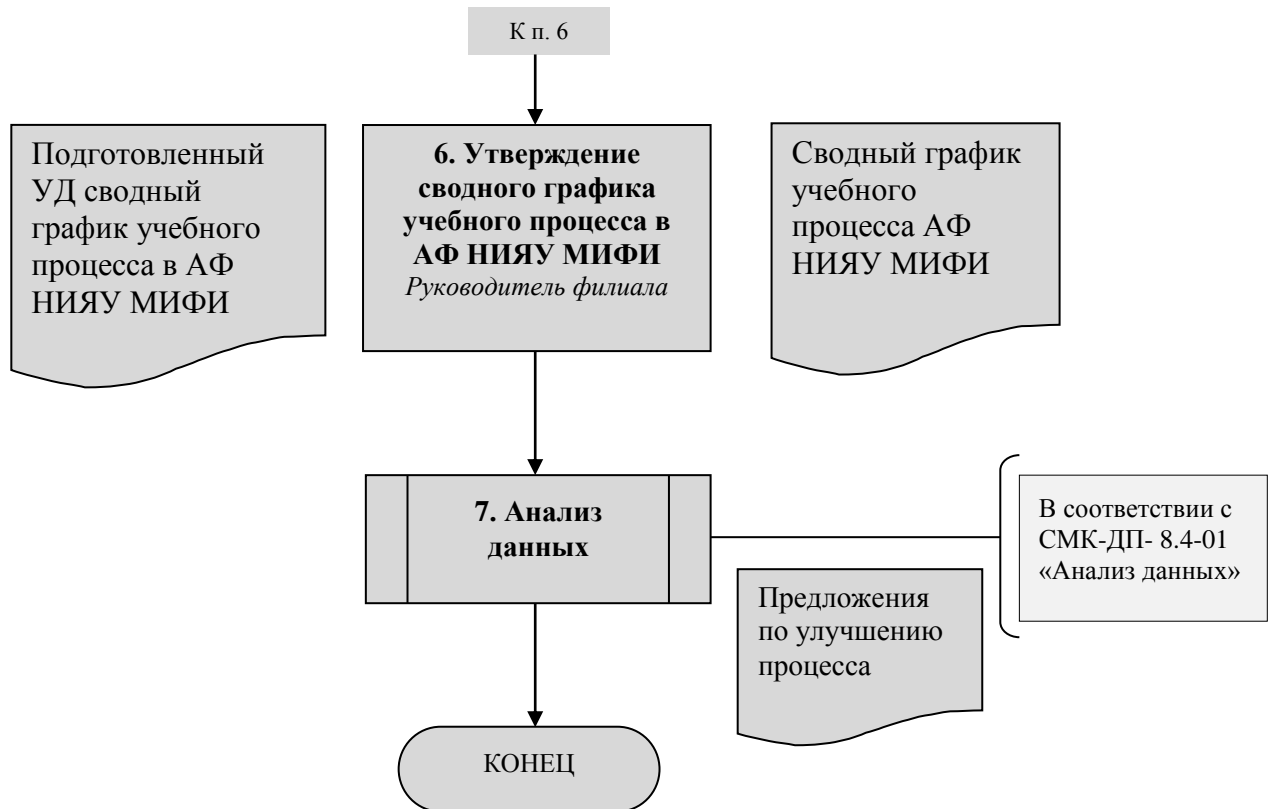 К п. 6
Подготовленный
УД сводный
график учебного
процесса в АФ
НИЯУ МИФИ
6. Утверждение
сводного графика
учебного процесса в
АФ НИЯУ МИФИ
Руководитель филиала
Сводный график
учебного
процесса АФ
НИЯУ МИФИ
7. Анализ
данных
В соответствии с
СМК-ДП- 8.4-01
«Анализ данных»
Предложения
по улучшению
процесса
КОНЕЦ